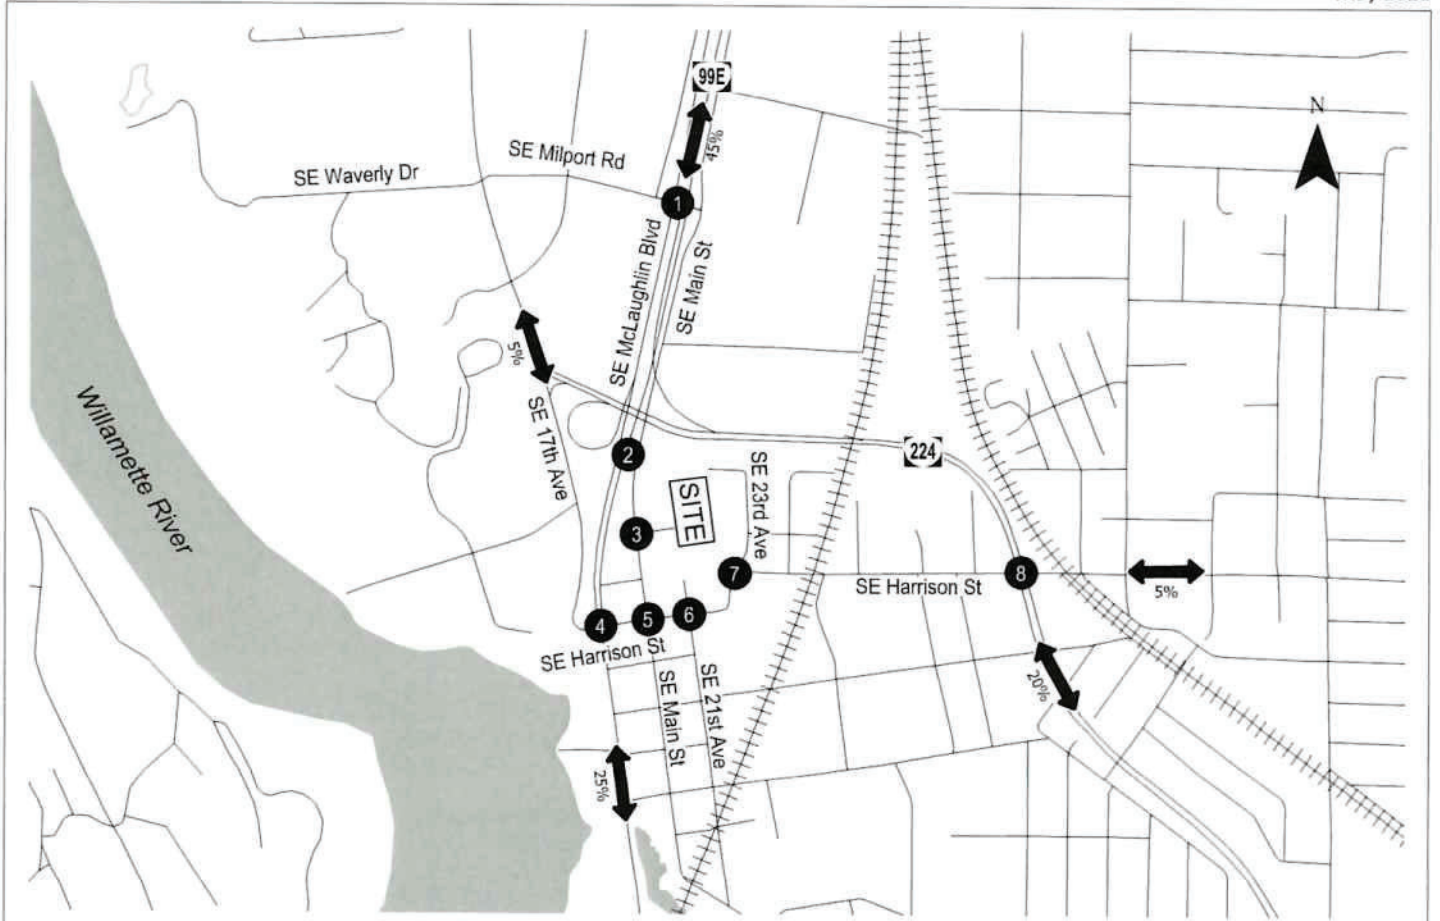 99E
45%
N
SE Milport Rd
SE Waverly Dr
1
SE McLaughlin Blvd
SE Main St
5%
SE 17th Ave
224
2
SITE
SE 23rd Ave
Willamette River
3
7
SE Harrison St
8
5%
4
5
6
SE Harrison St
SE Main St
SE 21st Ave
20%
25%